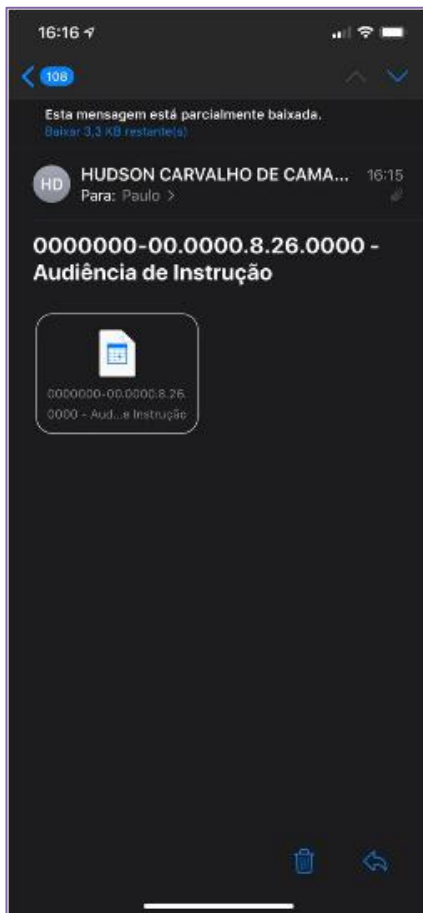 16:16
108
Esta mensagem está parcialmente baixada.
Baixar 3,3 KB restante(s)
HD
HUDSON CARVALHO DE CAMA...
16:15
Para: Paulo >
0000000-00.0000.8.26.0000 -
Audiência de Instrução
0000000-00.0000.8.26.
0000 - Aud...e Instrução